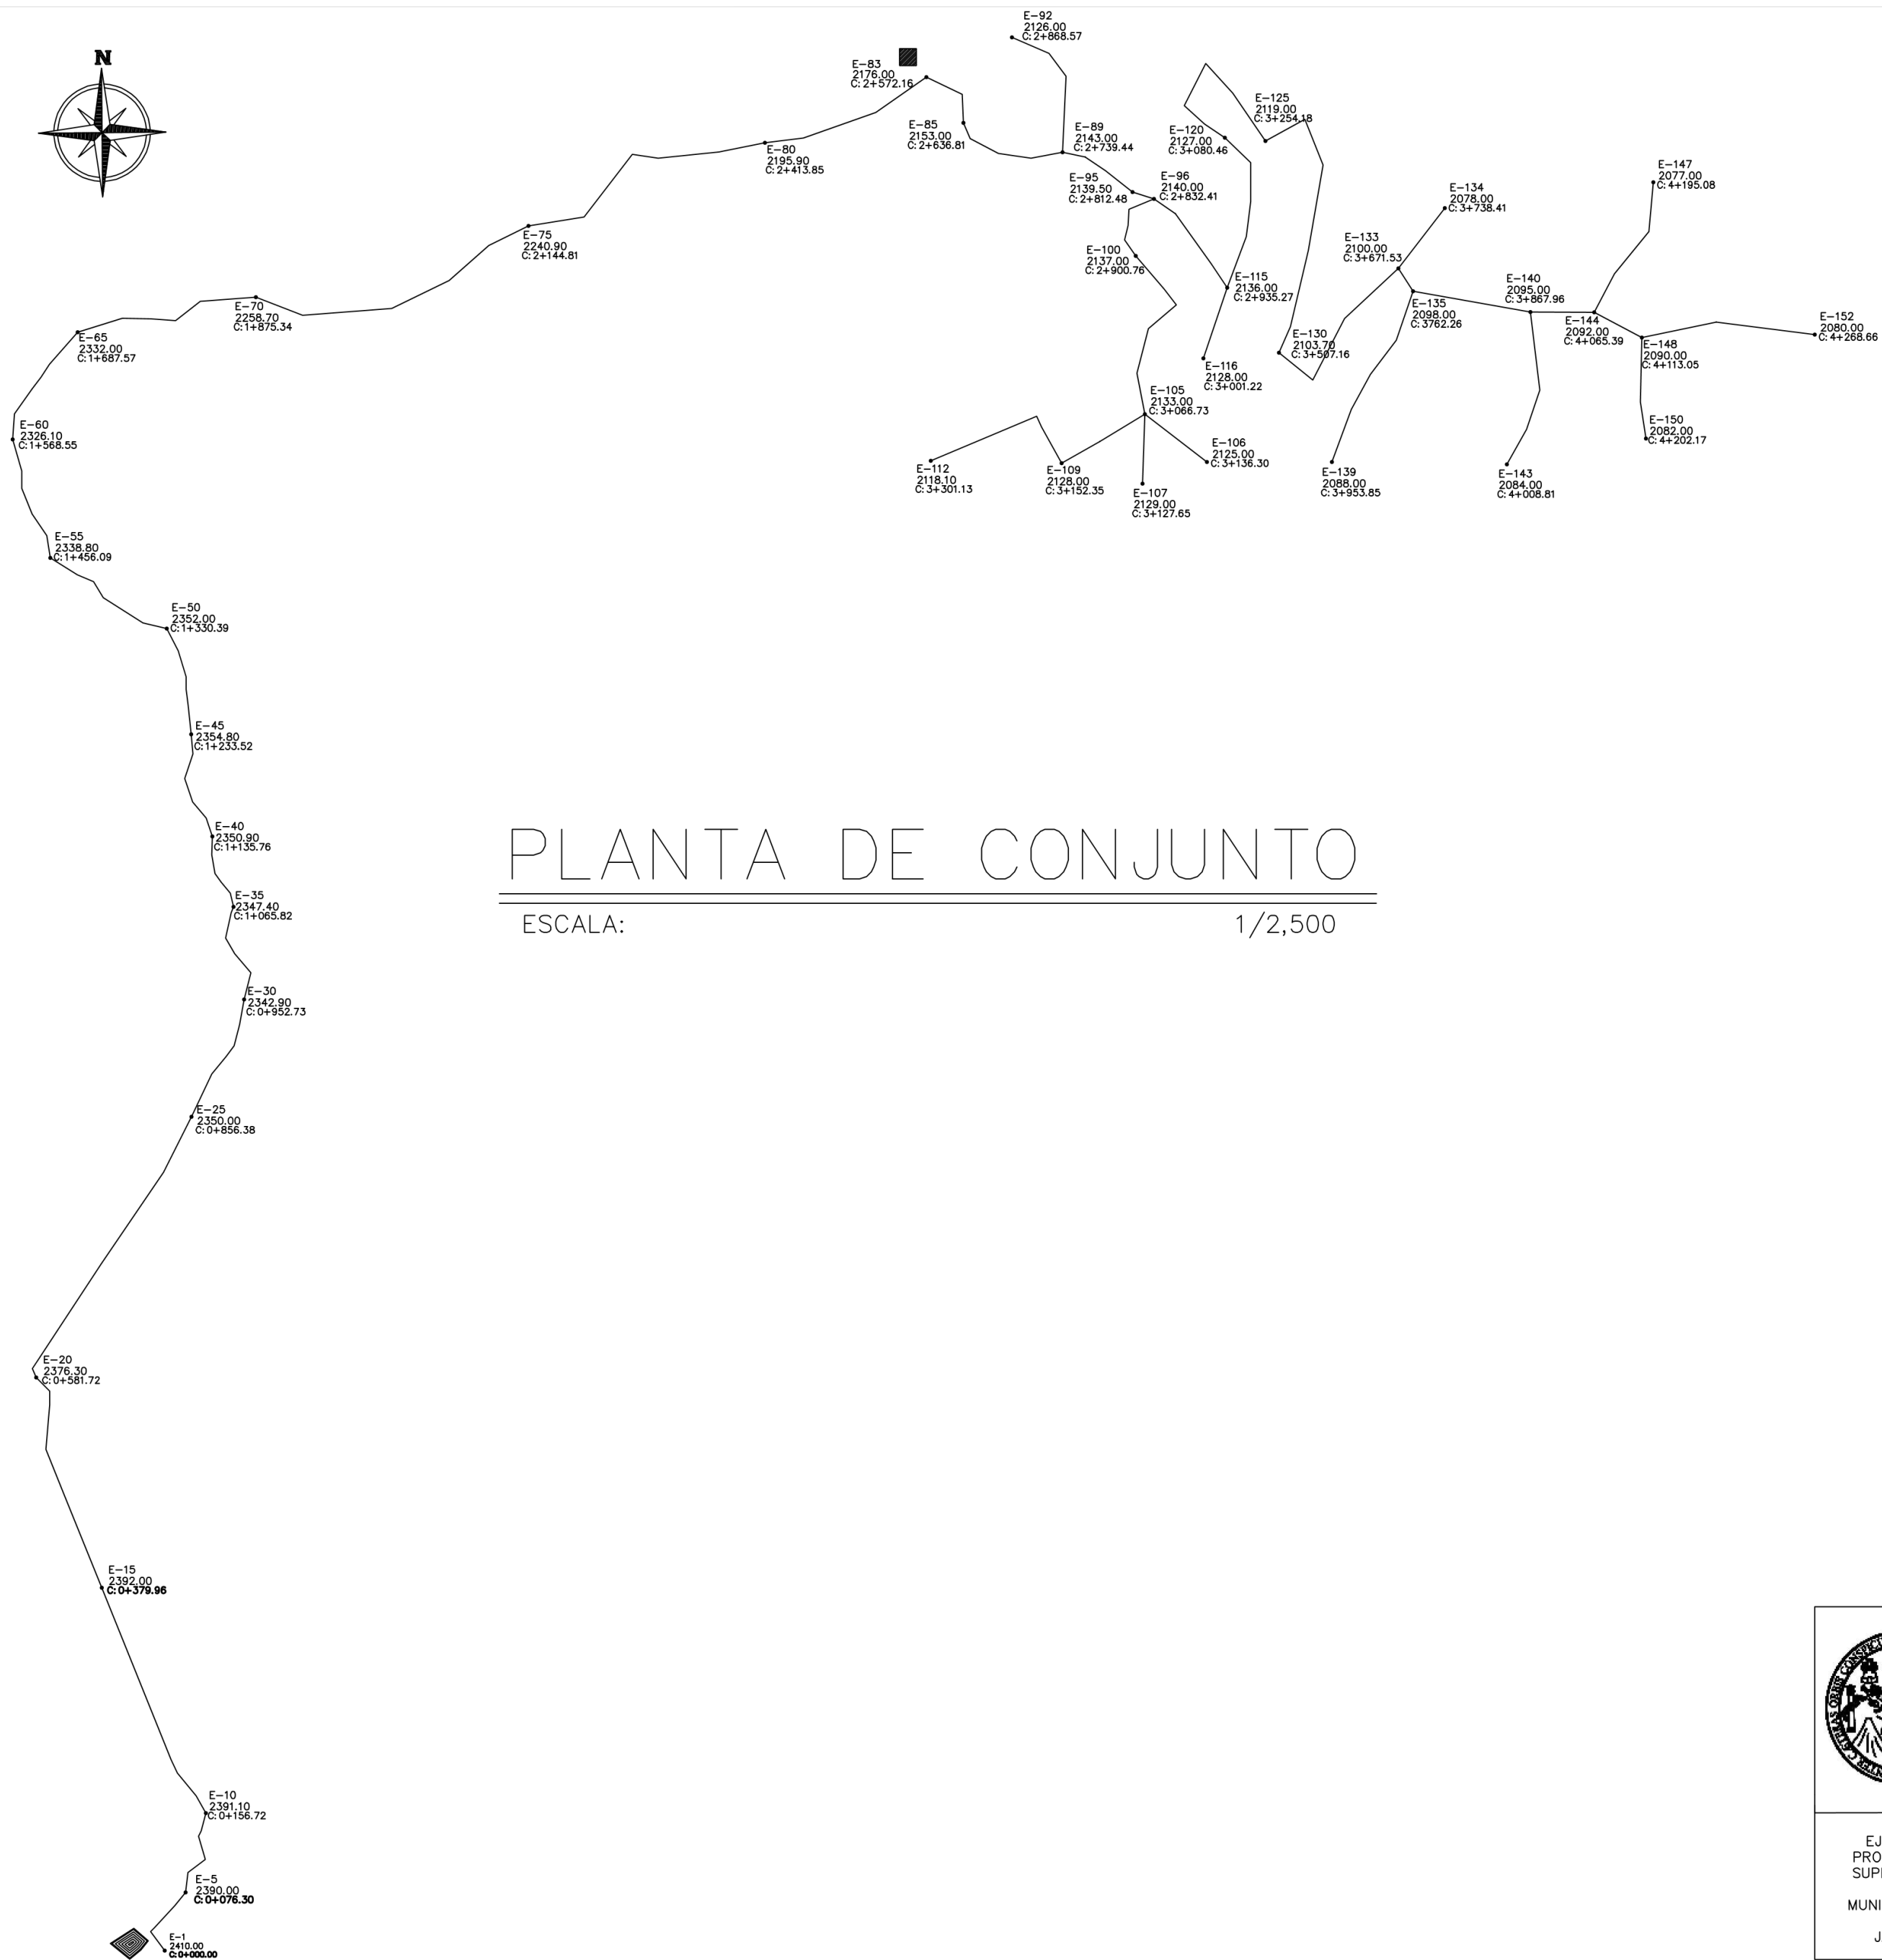 N
E-92
2126.00
C: 2+868.57
E-83
2176.00
C: 2+572.16
E-125
2119.00
C: 3+254.18
E-85
2153.00
C: 2+636.81
E-89
2143.00
C: 2+739.44
E-120
2127.00
C: 3+080.46
E-80
2195.90
C: 2+413.85
E-95
2139.50
C: 2+812.48
E-96
2140.00
C: 2+832.41
E-147
2077.00
C: 4+195.08
E-134
2078.00
C: 3+738.41
E-75
2240.90
C: 2+144.81
E-100
2137.00
C: 2+900.76
E-133
2100.00
C: 3+671.53
E-115
2136.00
C: 2+935.27
E-140
2095.00
C: 3+867.96
E-70
2258.70
C: 1+875.34
E-135
2098.00
C: 3762.26
E-144
2092.00
C: 4+065.39
E-152
2080.00
C: 4+268.66
E-65
2332.00
C: 1+687.57
E-130
2103.70
C: 3+507.16
E-148
2090.00
C: 4+113.05
E-116
2128.00
C: 3+001.22
E-105
2133.00
C: 3+066.73
E-60
2326.10
C: 1+568.55
E-150
2082.00
C: 4+202.17
E-106
2125.00
C: 3+136.30
E-112
2118.10
C: 3+301.13
E-109
2128.00
C: 3+152.35
E-139
2088.00
C: 3+953.85
E-143
2084.00
C: 4+008.81
E-107
2129.00
C: 3+127.65
E-55
2338.80
C: 1+456.09
E-50
2352.00
C: 1+330.39
E-45
2354.80
C: 1+233.52
E-40
2350.90
C: 1+135.76
PLANTA DE CONJUNTO
ESCALA: 1/2,500
E-35
2347.40
C: 1+065.82
E-30
2342.90
C: 0+952.73
E-25
2350.00
C: 0+856.38
E-20
2376.30
C: 0+581.72
E-15
2392.00
C: 0+379.96
E-10
2391.10
C: 0+156.72
E-5
2390.00
C: 0+076.30
E-1
2410.00
C: 0+000.00
ORBIS
EJ
PRO
SUP
MUNI
J